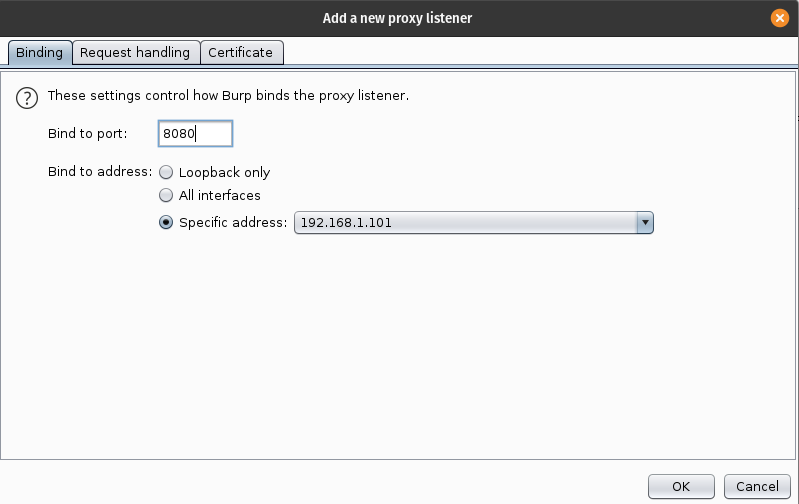 Add a new proxy listener
Binding Request handling Certificate
? These settings control how Burp binds the proxy listener.
Bind to port: 8080
Bind to address: Loopback only
All interfaces
Specific address: 192.168.1.101
OK Cancel